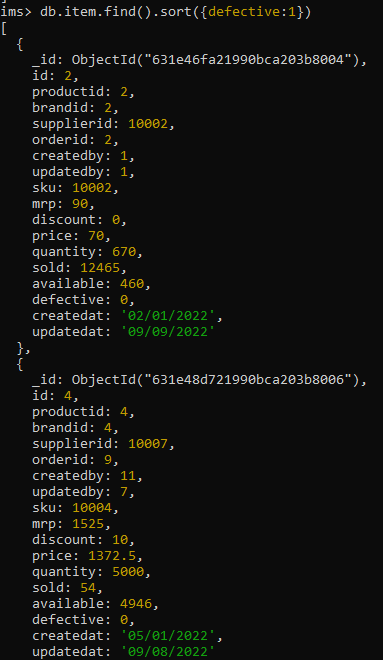 ims> db.item.find().sort({defective:1})
[
  {
    _id: ObjectId("631e46fa21990bca203b8004"),
    id: 2,
    productid: 2,
    brandid: 2,
    supplierid: 10002,
    orderid: 2,
    createdby: 1,
    updatedby: 1,
    sku: 10002,
    mrp: 90,
    discount: 0,
    price: 70,
    quantity: 670,
    sold: 12465,
    available: 460,
    defective: 0,
    createdat: '02/01/2022',
    updatedat: '09/09/2022'
  },
  {
    _id: ObjectId("631e48d721990bca203b8006"),
    id: 4,
    productid: 4,
    brandid: 4,
    supplierid: 10007,
    orderid: 9,
    createdby: 11,
    updatedby: 7,
    sku: 10004,
    mrp: 1525,
    discount: 10,
    price: 1372.5,
    quantity: 5000,
    sold: 54,
    available: 4946,
    defective: 0,
    createdat: '05/01/2022',
    updatedat: '09/08/2022'